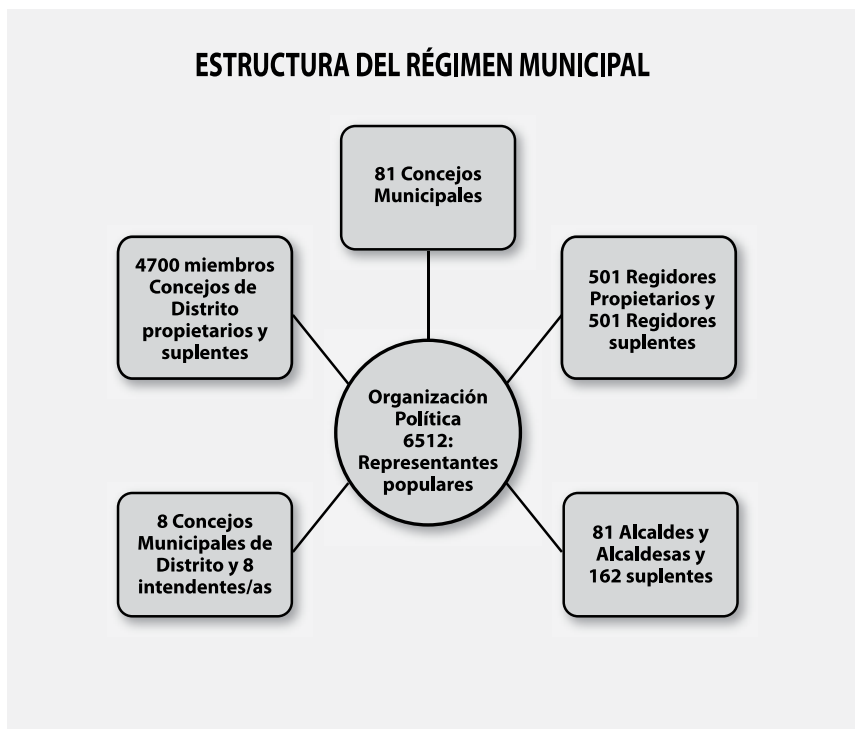 ESTRUCTURA DEL RÉGIMEN MUNICIPAL
81 Concejos
Municipales
4700 miembros
Concejos de
Distrito
propietarios y
suplentes
501 Regidores
Propietarios y
501 Regidores
suplentes
Organización
Política
6512:
Representantes
populares
8 Concejos
Municipales de
Distrito y 8
intendentes/as
81 Alcaldes y
Alcaldesas y
162 suplentes